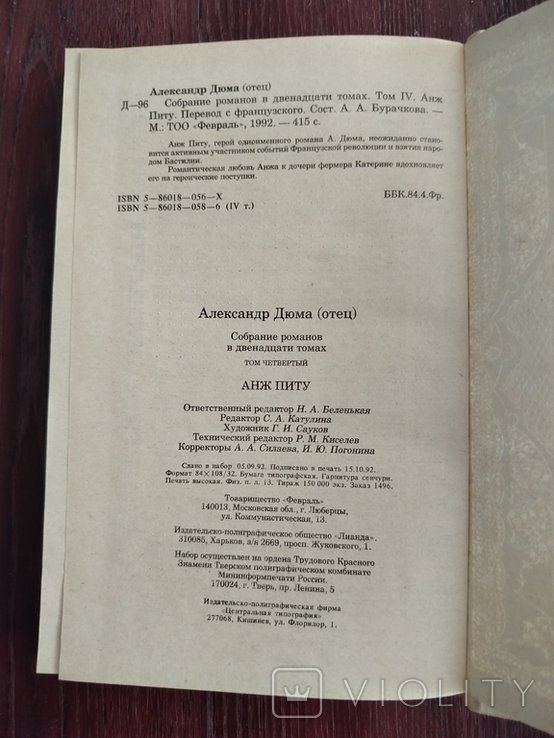 Александр Дюма (отец)
Д—96 Собрание романов в двенадцати томах. Том IV. Анж
Питу. Перевод с французского. Сост. А. А. Бурачкова. —
М.: ТОО «Февраль», 1992. — 415 с.
Анж Питу, герой одноименного романа А. Дюма, неожиданно стано-
вится активным участником событий Французской революции и взятия наро-
дом Бастилии.
Романтическая любовь Анжа к дочери фермера Катерине вдохновляет
его на героические поступки.
ISBN 5—86018—056—X ББК.84.4.Фр.
ISBN 5—86018—058—6 (IV т.)
Александр Дюма (отец)
Собрание романов
в двенадцати томах
ТОМ ЧЕТВЕРТЫЙ
АНЖ ПИТУ
Ответственный редактор Н. А. Беленькая
Редактор С. А. Катулина
Художник Г. И. Сауков
Технический редактор Р. М. Киселев
Корректоры А. А. Силаева, И. Ю. Погонина
Сдано в набор 05.09.92. Подписано в печать 15.10.92.
Формат 84×108/32. Бумага типографская. Гарнитура сенчури.
Печать высокая. Физ. п. л. 13. Тираж 150 000 экз. Заказ 1496.
Товарищество «Февраль»
140013, Московская обл., г. Люберцы,
ул. Коммунистическая, 13.
Издательско-полиграфическое общество «Лианда».
310085, Харьков, а/я 2669, просп. Жуковского, 1.
Набор осуществлен на ордена Трудового Красного
Знамени Тверском полиграфическом комбинате
Мининформпечати России.
170024, г. Тверь, пр. Ленина, 5
Издательско-полиграфическая фирма
«Центральная типография»
277068, Кишинев, ул. Флорилор, 1.
VIOLITY